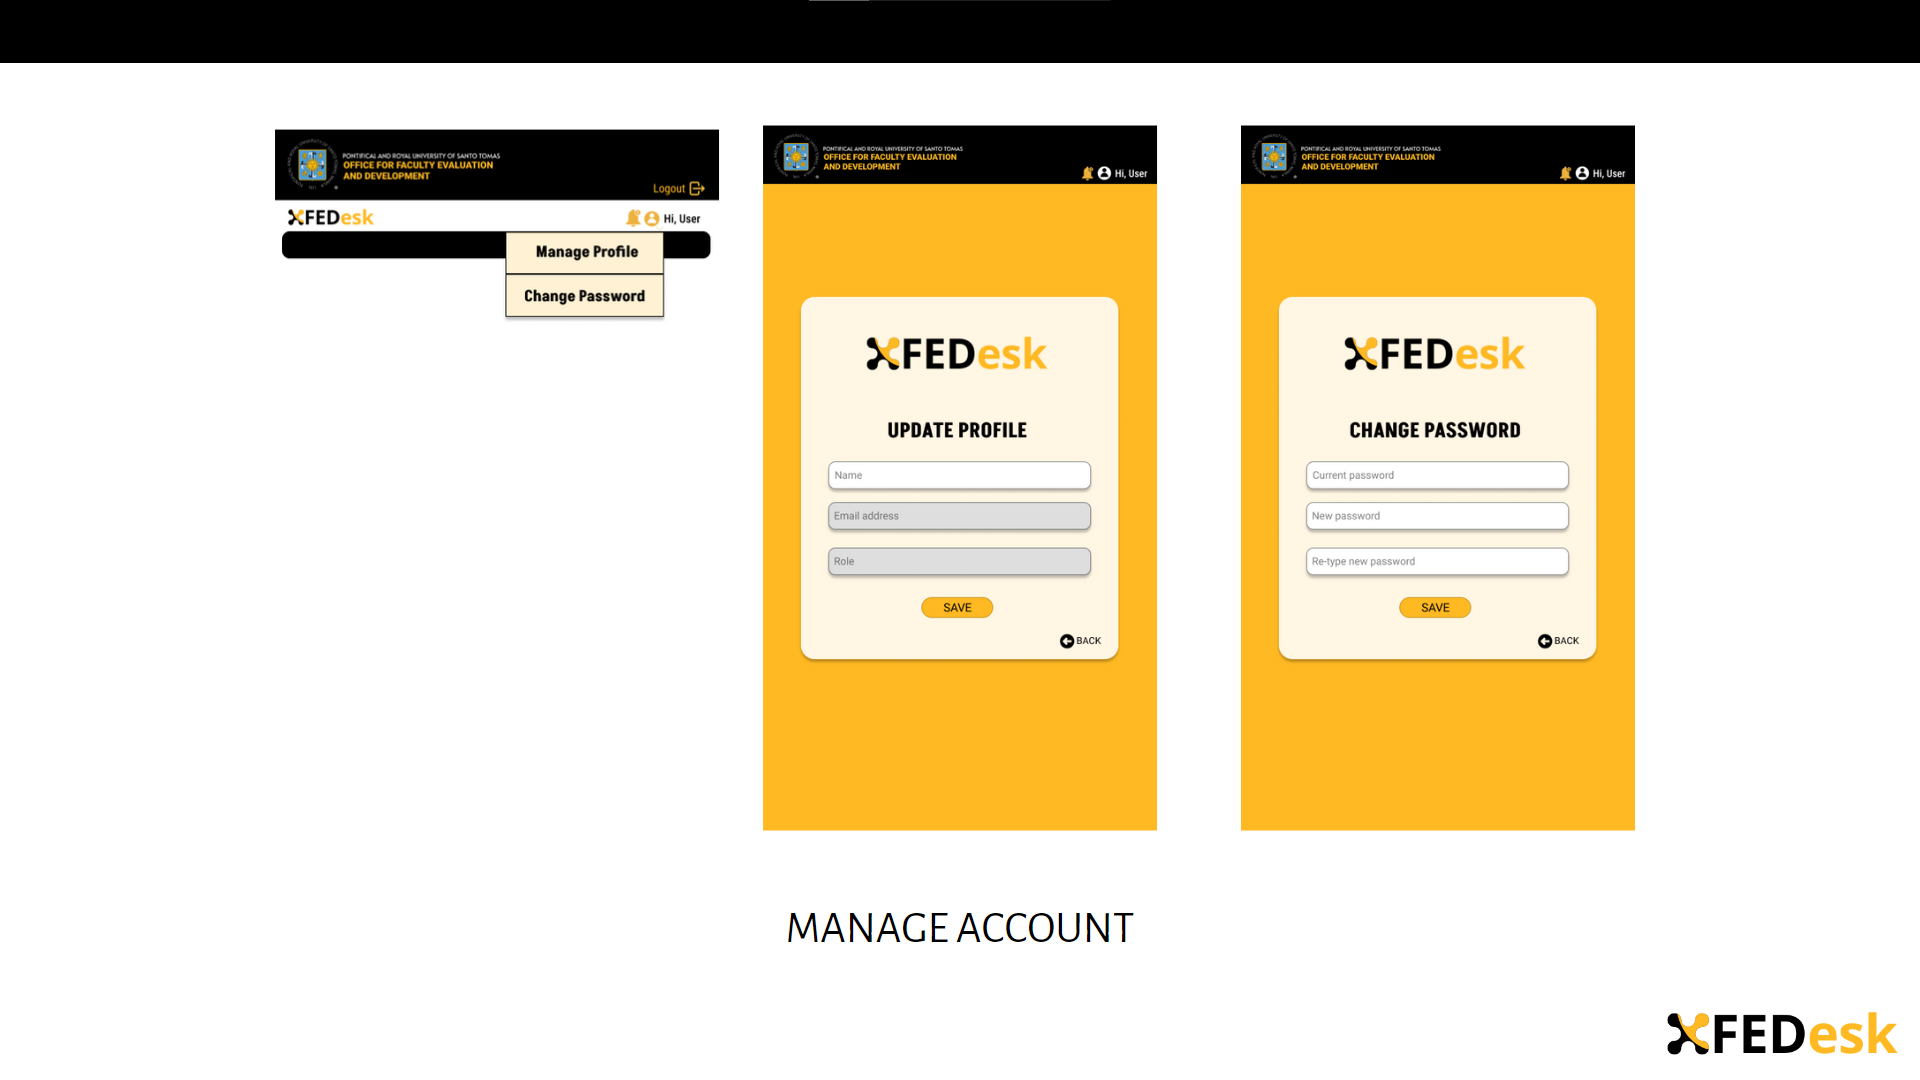 PONTIFICAL AND ROYAL UNIVERSITY OF SANTO TOMAS
OFFICE FOR FACULTY EVALUATION
AND DEVELOPMENT
Logout
FEDesk
Hi, User
Manage Profile
Change Password
PONTIFICAL AND ROYAL UNIVERSITY OF SANTO TOMAS
OFFICE FOR FACULTY EVALUATION
AND DEVELOPMENT
Hi, User
FEDesk
UPDATE PROFILE
Name
Email address
Role
SAVE
BACK
PONTIFICAL AND ROYAL UNIVERSITY OF SANTO TOMAS
OFFICE FOR FACULTY EVALUATION
AND DEVELOPMENT
Hi, User
FEDesk
CHANGE PASSWORD
Current password
New password
Re-type new password
SAVE
BACK
MANAGE ACCOUNT
FEDesk